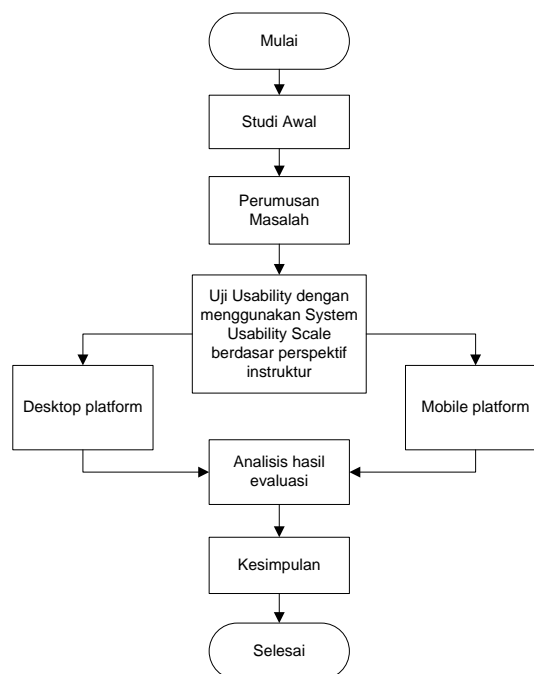 Mulai
Studi Awal
Perumusan
Masalah
Uji Usability dengan
menggunakan System
Usability Scale
berdasar perspektif
instruktur
Desktop platform
Mobile platform
Analisis hasil
evaluasi
Kesimpulan
Selesai